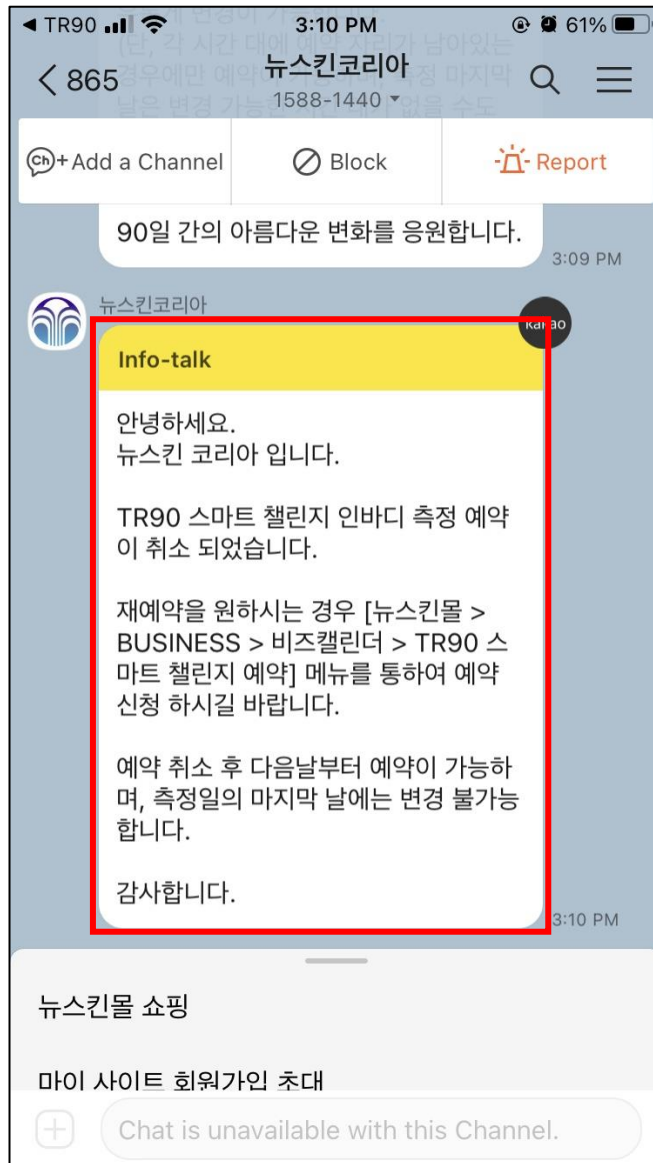 ◀ TR90 3:10 PM 61%
< 865 뉴스킨코리아
1588-1440
Ch+ Add a Channel Block Report
90일 간의 아름다운 변화를 응원합니다.
3:09 PM
뉴스킨코리아
kakao
Info-talk
안녕하세요.
뉴스킨 코리아 입니다.
TR90 스마트 챌린지 인바디 측정 예약
이 취소 되었습니다.
재예약을 원하시는 경우 [뉴스킨몰 >
BUSINESS > 비즈캘린더 > TR90 스
마트 챌린지 예약] 메뉴를 통하여 예약
신청 하시길 바랍니다.
예약 취소 후 다음날부터 예약이 가능하
며, 측정일의 마지막 날에는 변경 불가능
합니다.
감사합니다.
3:10 PM
뉴스킨몰 쇼핑
마이 사이트 회원가입 초대
Chat is unavailable with this Channel.